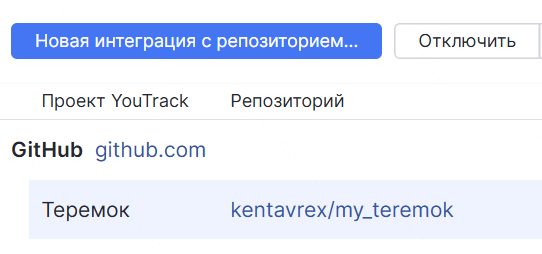 Новая интеграция с репозиторием... Отключить
Проект YouTrack Репозиторий
GitHub github.com
Теремок kentavrex/my_teremok